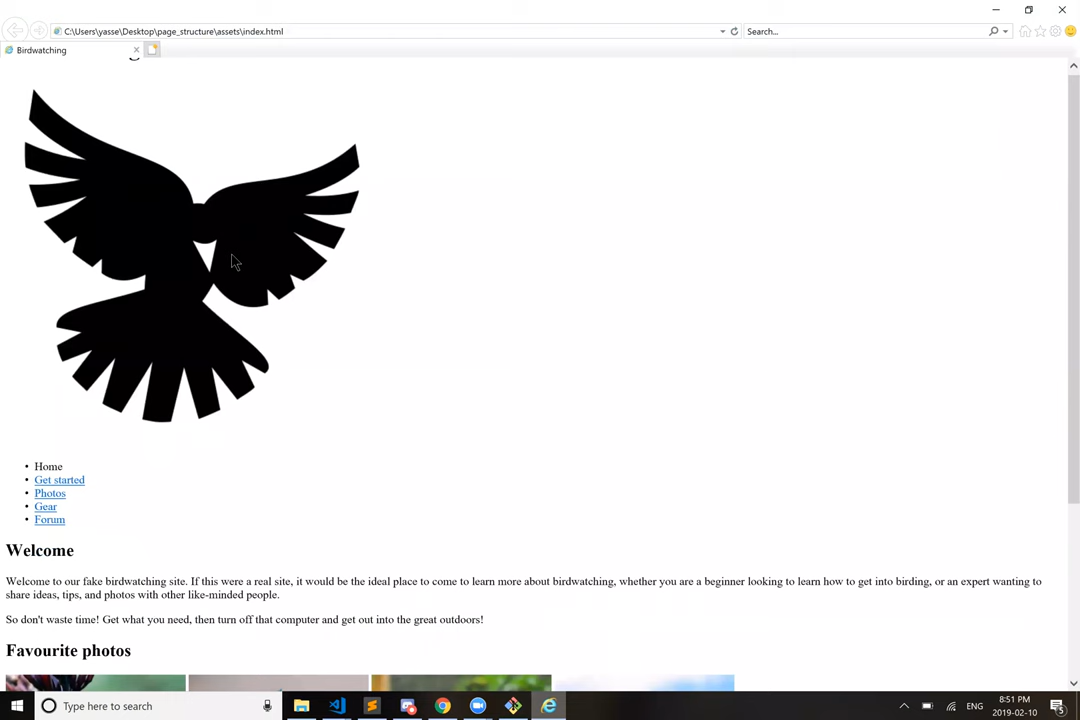 C:\Users\yasse\Desktop\page_structure\assets\index.html
Search...
Birdwatching
• Home
• Get started
• Photos
• Gear
• Forum
Welcome
Welcome to our fake birdwatching site. If this were a real site, it would be the ideal place to come to learn more about birdwatching, whether you are a beginner looking to learn how to get into birding, or an expert wanting to
share ideas, tips, and photos with other like-minded people.
So don't waste time! Get what you need, then turn off that computer and get out into the great outdoors!
Favourite photos
Type here to search
ENG
8:51 PM
2019-02-10
5